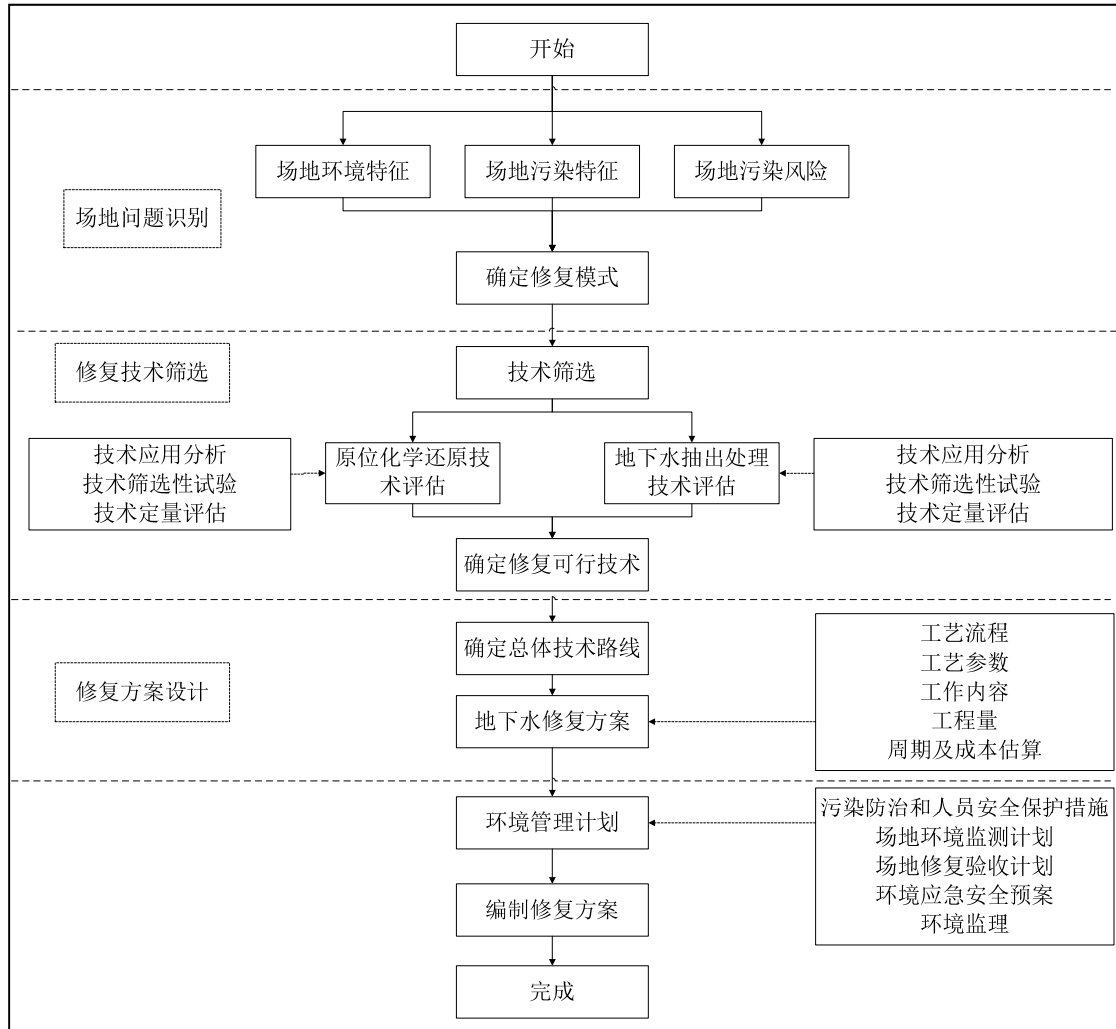 开始
场地环境特征
场地污染特征
场地污染风险
场地问题识别
确定修复模式
修复技术筛选
技术筛选
技术应用分析
技术筛选性试验
技术定量评估
原位化学还原技
术评估
地下水抽出处理
技术评估
技术应用分析
技术筛选性试验
技术定量评估
确定修复可行技术
确定总体技术路线
修复方案设计
地下水修复方案
工艺流程
工艺参数
工作内容
工程量
周期及成本估算
环境管理计划
污染防治和人员安全保护措施
场地环境监测计划
场地修复验收计划
环境应急安全预案
环境监理
编制修复方案
完成